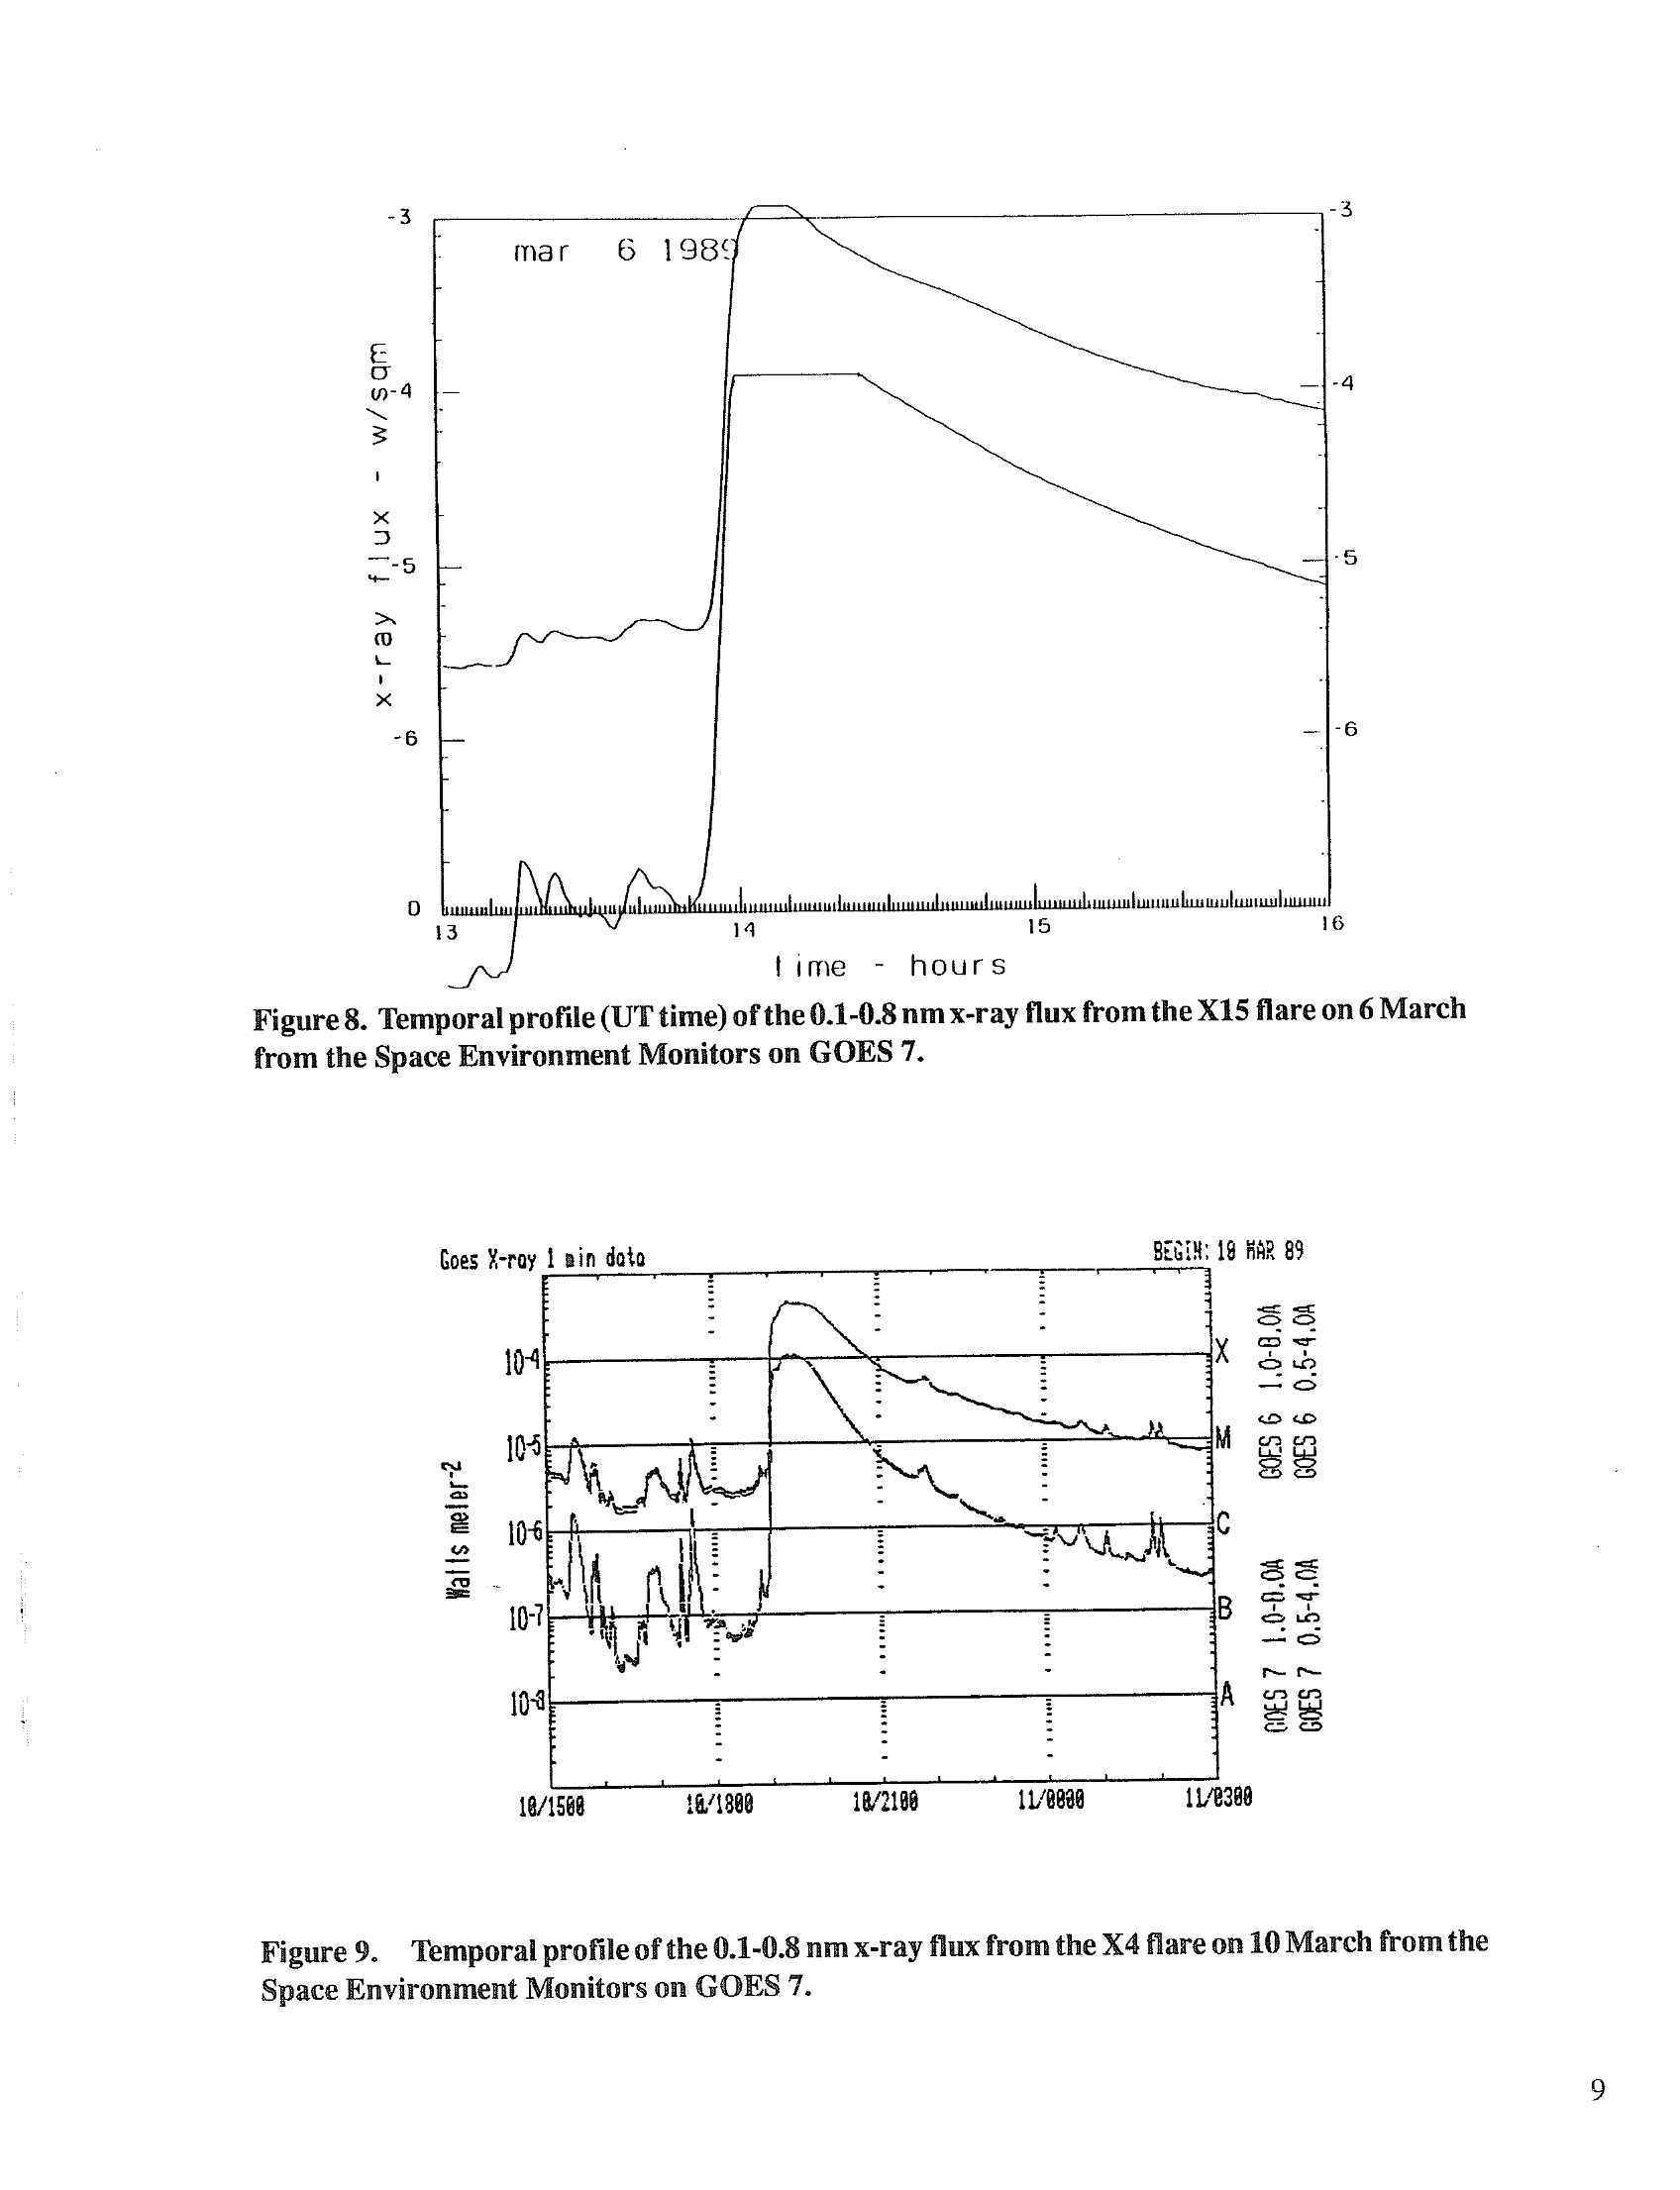 -3
-3
mar 6 1989
-4
-4
x-ray flux - w/sqm
-5
-5
-6
-6
0
13
14
15
16
time - hours
Figure 8. Temporal profile (UT time) of the 0.1-0.8 nm x-ray flux from the X15 flare on 6 March
from the Space Environment Monitors on GOES 7.
Goes X-ray 1 min data
BEGIN: 10 MAR 89
10-4
X
10-5
M
10-6
C
10-7
B
10-8
A
Watts meter-2
GOES 6 1.0-8.0A
GOES 6 0.5-4.0A
GOES 7 1.0-8.0A
GOES 7 0.5-4.0A
10/1500
10/1800
10/2100
11/0000
11/0300
Figure 9. Temporal profile of the 0.1-0.8 nm x-ray flux from the X4 flare on 10 March from the
Space Environment Monitors on GOES 7.
9